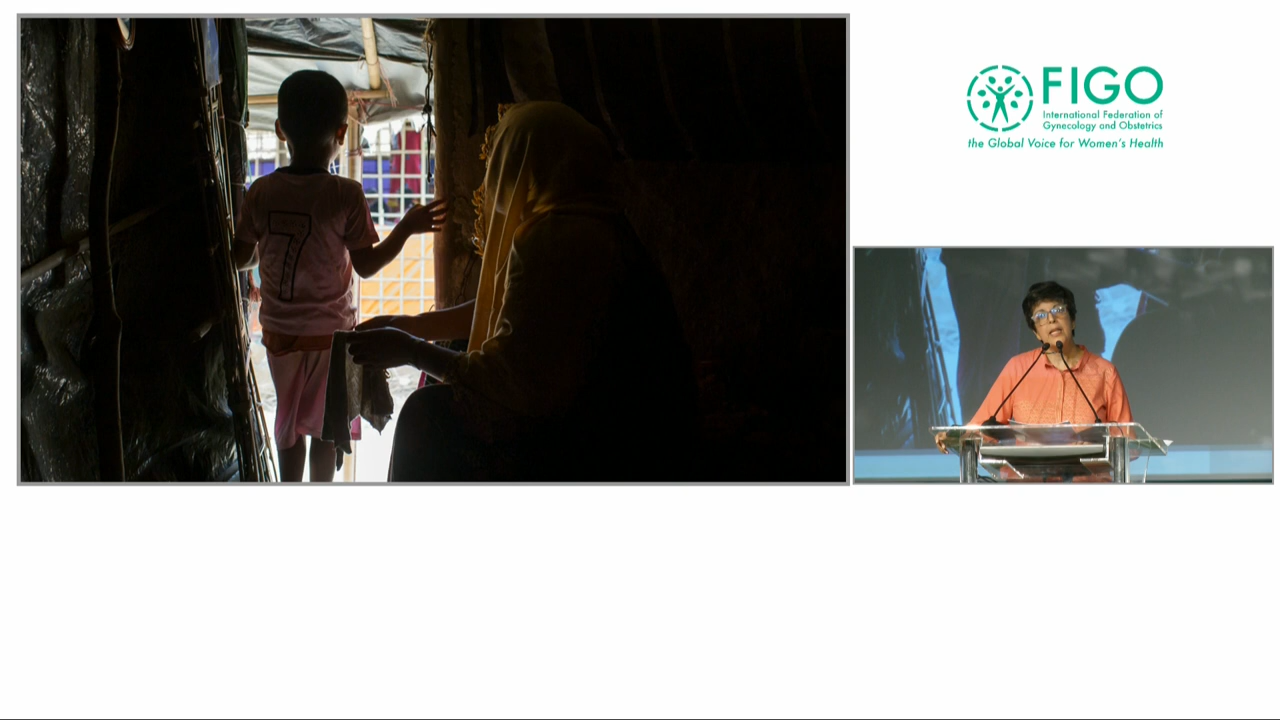 7
FIGO
International Federation of
Gynecology and Obstetrics
the Global Voice for Women's Health